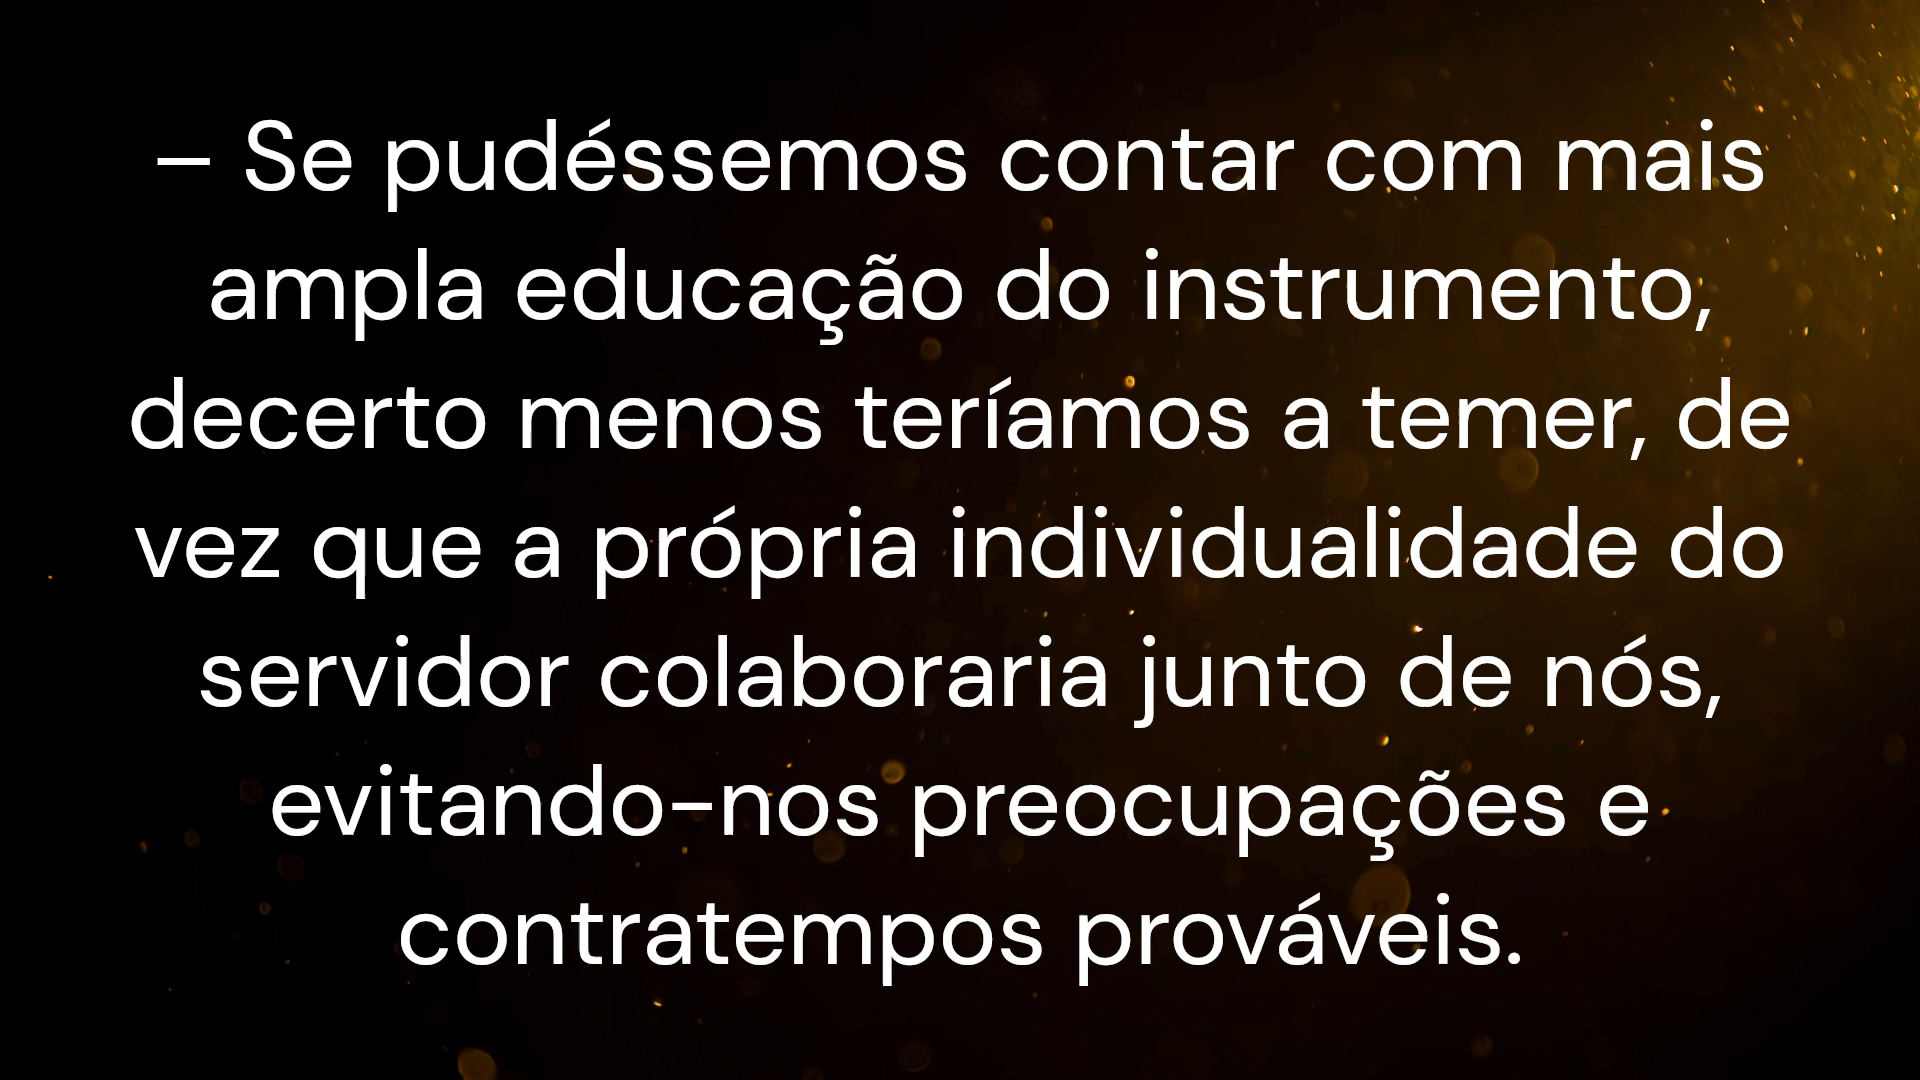 – Se pudéssemos contar com mais
ampla educação do instrumento,
decerto menos teríamos a temer, de
vez que a própria individualidade do
servidor colaboraria junto de nós,
evitando-nos preocupações e
contratempos prováveis.